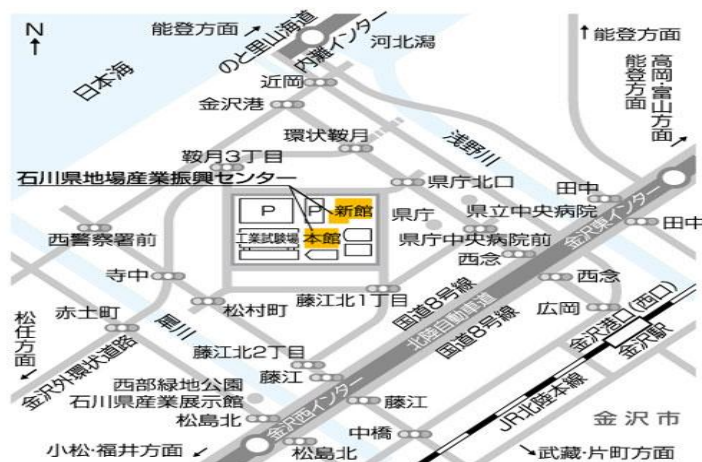 N
能登方面
のと里山海道
内灘インター
河北潟
能登方面
高岡・富山方面
能登方面
日本海
近岡
金沢港
環状鞍月
浅野川
鞍月3丁目
石川県地場産業振興センター
県庁北口
田中
P
P
新館
県庁
県立中央病院
金沢東インター
田中
西警察署前
工業試験場
本館
県庁中央病院前
西念
寺中
西念
藤江北1丁目
国道8号線
北陸自動車道
国道8号線
広岡
松任方面
赤土町
松村町
犀川
金沢港口(西口)
金沢駅
金沢外環状道路
藤江北2丁目
西部緑地公園
石川県産業展示館
藤江
JR北陸本線
松島北
金沢西インター
藤江
金沢市
小松・福井方面
松島北
中橋
武蔵・片町方面